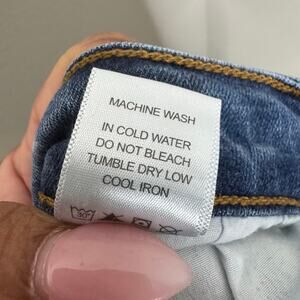 MACHINE WASH
IN COLD WATER
DO NOT BLEACH
TUMBLE DRY LOW
COOL IRON